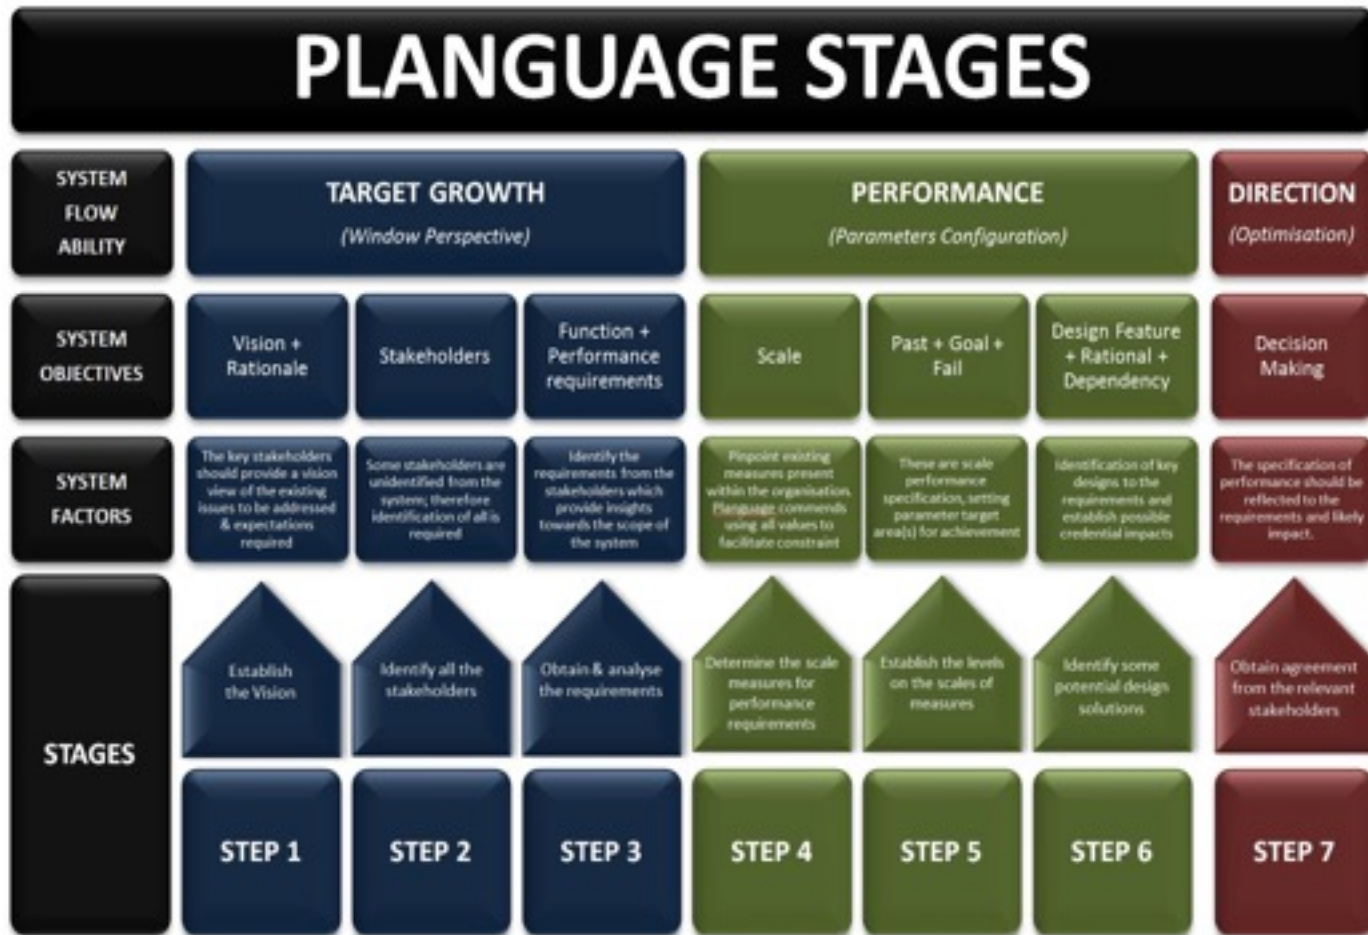 PLANGUAGE STAGES
SYSTEM
FLOW
ABILITY
TARGET GROWTH
(Window Perspective)
PERFORMANCE
(Parameters Configuration)
DIRECTION
(Optimisation)
SYSTEM
OBJECTIVES
Vision +
Rationale
Stakeholders
Function +
Performance
requirements
Scale
Past + Goal +
Fail
Design Feature
+ Rational +
Dependency
Decision
Making
SYSTEM
FACTORS
The key stakeholders
should provide a vision
view of the existing
issues to be addressed
& expectations
required
Some stakeholders are
unidentified from the
system; therefore
identification of all is
required
Identify the
requirements from the
stakeholders which
provide insights
towards the scope of
the system
Pinpoint existing
measures present
within the organisation.
Planguage commends
using all values to
facilitate constraint
These are scale
performance
specification, setting
parameter target
area(s) for achievement
Identification of key
designs to the
requirements and
establish possible
credential impacts
The specification of
performance should be
reflected to the
requirements and likely
impact.
STAGES
Establish
the Vision
Identify all the
stakeholders
Obtain & analyse
the requirements
Determine the scale
measures for
performance
requirements
Establish the levels
on the scales of
measures
Identify some
potential design
solutions
Obtain agreement
from the relevant
stakeholders
STEP 1
STEP 2
STEP 3
STEP 4
STEP 5
STEP 6
STEP 7